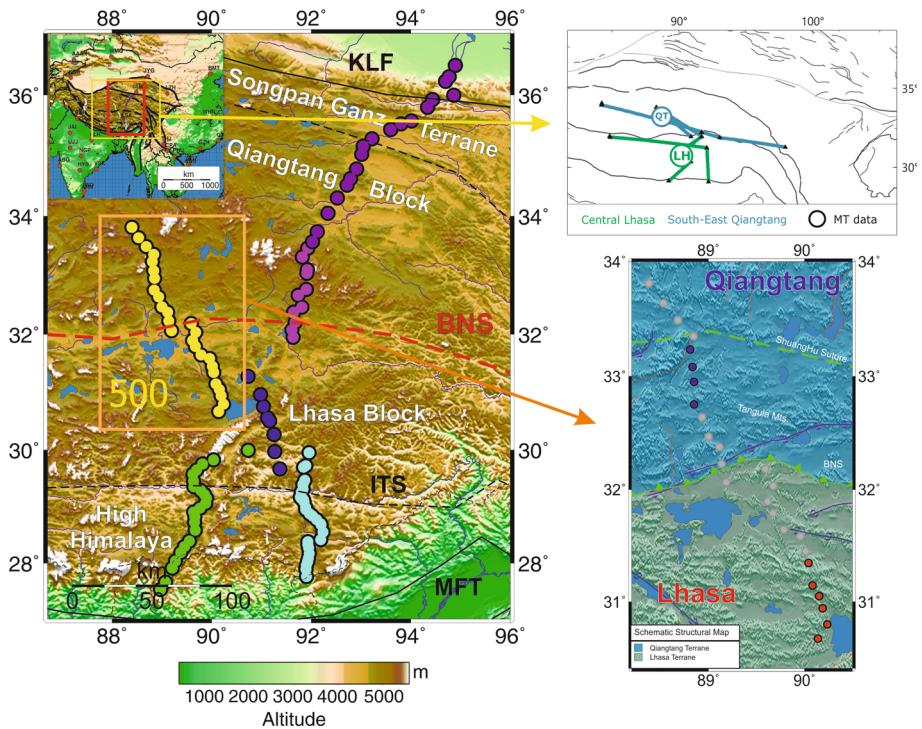 88
90
92
94
96
KLF
Songpan Ganz
Terrane
36
Qiangtang
Block
34
BNS
32
500
Lhasa Block
30
ITS
High
Himalaya
28
km
0
50
100
MFT
88
90
92
94
96
36
34
32
30
28
km
0
500
1000
m
1000
2000
3000
4000
5000
Altitude
90°
100°
30°
QT
LH
Central Lhasa
South-East Qiangtang
MT data
89
90
34°
33°
32°
31°
Qiangtang
ShuangHu Suture
Tangula Mts.
BNS
Lhasa
Schematic Structural Map
Qiangtang Terrane
Lhasa Terrane
34°
33°
32°
31°
89
90